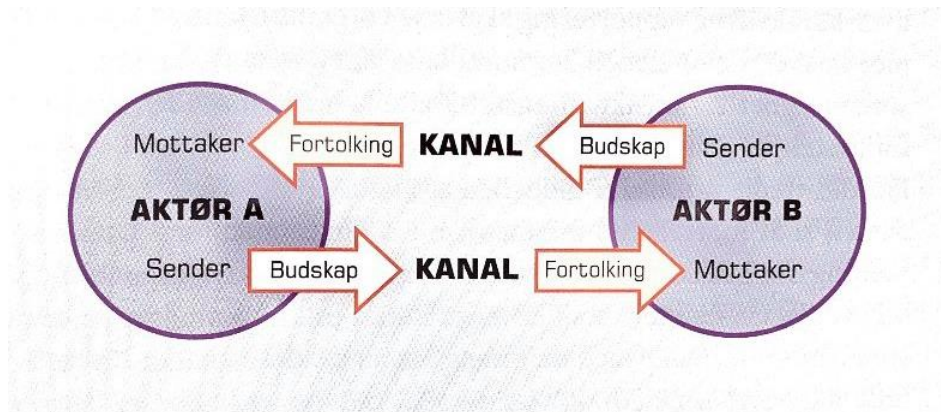 Mottaker Fortolking KANAL Budskap Sender
AKTØR A AKTØR B
Sender Budskap KANAL Fortolking Mottaker